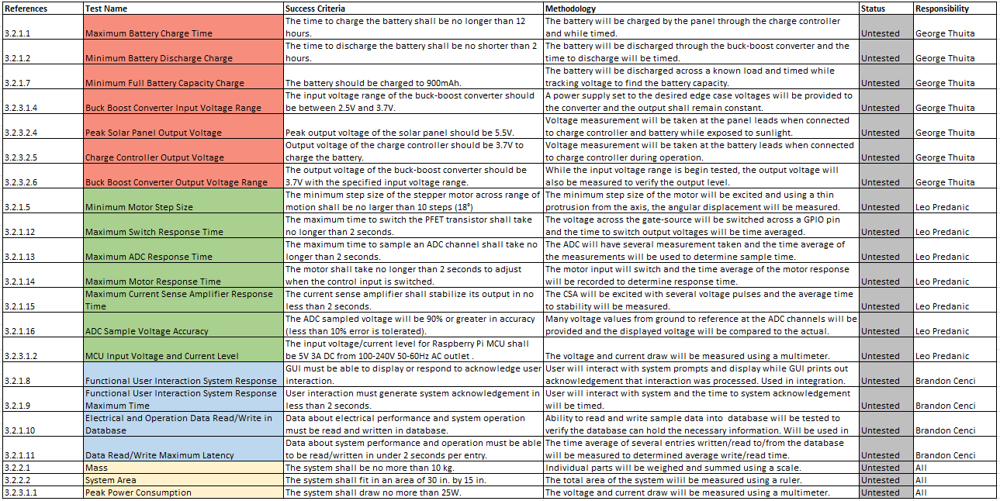 References Test Name Success Criteria Methodology Status Responsibility
3.2.1.1 Maximum Battery Charge Time The time to charge the battery shall be no longer than 12
hours. The battery will be charged by the panel through the charge controller
and while timed. Untested George Thuita
3.2.1.2 Minimum Battery Discharge Charge The time to discharge the battery shall be no shorter than 2
hours. The battery will be discharged through the buck-boost converter and the
time to discharge will be timed. Untested George Thuita
3.2.1.7 Minimum Full Battery Capacity Charge The battery should be charged to 900mAh. The battery will be discharged across a known load and timed while
tracking voltage to find the battery capacity. Untested George Thuita
3.2.3.1.4 Buck Boost Converter Input Voltage Range The input voltage range of the buck-boost converter should
be between 2.5V and 3.7V. A power supply set to the desired edge case voltages will be provided to
the converter and the output shall remain constant. Untested George Thuita
3.2.3.2.4 Peak Solar Panel Output Voltage Peak output voltage of the solar panel should be 5.5V. Voltage measurement will be taken at the panel leads when connected
to charge controller and battery while exposed to sunlight. Untested George Thuita
3.2.3.2.5 Charge Controller Output Voltage Output voltage of the charge controller should be 3.7V to
charge the battery. Voltage measurement will be taken at the battery leads when connected
to charge controller during operation. Untested George Thuita
3.2.3.2.6 Buck Boost Converter Output Voltage Range The output voltage of the buck-boost converter should be
3.7V with the specified input voltage range. While the input voltage range is begin tested, the output voltage will
also be measured to verify the output level. Untested George Thuita
3.2.1.5 Minimum Motor Step Size The minimum step size of the stepper motor across range of
motion shall be no larger than 10 steps (18°) The minimum step size of the motor will be excited and using a thin
protrusion from the axis, the angular displacement will be measured. Untested Leo Predanic
3.2.1.12 Maximum Switch Response Time The maximum time to switch the PFET transistor shall take
no longer than 2 seconds. The voltage across the gate-source will be switched across a GPIO pin
and the time to switch output voltages will be time averaged. Untested Leo Predanic
3.2.1.13 Maximum ADC Response Time The maximum time to sample an ADC channel shall take no
longer than 2 seconds. The ADC will have several measurement taken and the time average of
the measurements will be used to determine sample time. Untested Leo Predanic
3.2.1.14 Maximum Motor Response Time The motor shall take no longer than 2 seconds to adjust
when the control input is switched. The motor input will switch and the time average of the motor response
will be recorded to determine response time. Untested Leo Predanic
3.2.1.15 Maximum Current Sense Amplifier Response
Time The current sense amplifier shall stabilize its output in no
less than 2 seconds. The CSA will be excited with several voltage pulses and the average time
to stability will be measured. Untested Leo Predanic
3.2.1.16 ADC Sample Voltage Accuracy The ADC sampled voltage will be 90% or greater in accuracy
(less than 10% error is tolerated). Many voltage values from ground to reference at the ADC channels will be
provided and the displayed voltage will be compared to the actual. Untested Leo Predanic
3.2.3.1.2 MCU Input Voltage and Current Level The input voltage/current level for Raspberry Pi MCU shall
be 5V 3A DC from 100-240V 50-60Hz AC outlet . The voltage and current draw will be measured using a multimeter. Untested Leo Predanic
3.2.1.8 Functional User Interaction System Response GUI must be able to display or respond to acknowledge user
interaction. User will interact with system prompts and display while GUI prints out
acknowledgement that interaction was processed. Used in integration. Untested Brandon Cenci
3.2.1.9 Functional User Interaction System Response
Maximum Time User interaction must generate system acknowledgement in
less than 2 seconds. User will interact with system and the time to system acknowledgement
will be timed. Untested Brandon Cenci
3.2.1.10 Electrical and Operation Data Read/Write in
Database Data about electrical performance and system operation
must be read and written in database. Ability to read and write sample data into database will be tested to
verify the database can hold the necessary information. Will be used in Untested Brandon Cenci
3.2.1.11 Data Read/Write Maximum Latency Data about system performance and operation must be able
to be read/written in under 2 seconds per entry. The time average of several entries written/read to/from the database
will be measured to determined average write/read time. Untested Brandon Cenci
3.2.2.1 Mass The system shall be no more than 10 kg. Individual parts will be weighed and summed using a scale. Untested All
3.2.2.2 System Area The system shall fit in an area of 30 in. by 15 in. The total area of the system wilil be measured using a ruler. Untested All
3.2.3.1.1 Peak Power Consumption The system shall draw no more than 25W. The voltage and current draw will be measured using a multimeter. Untested All